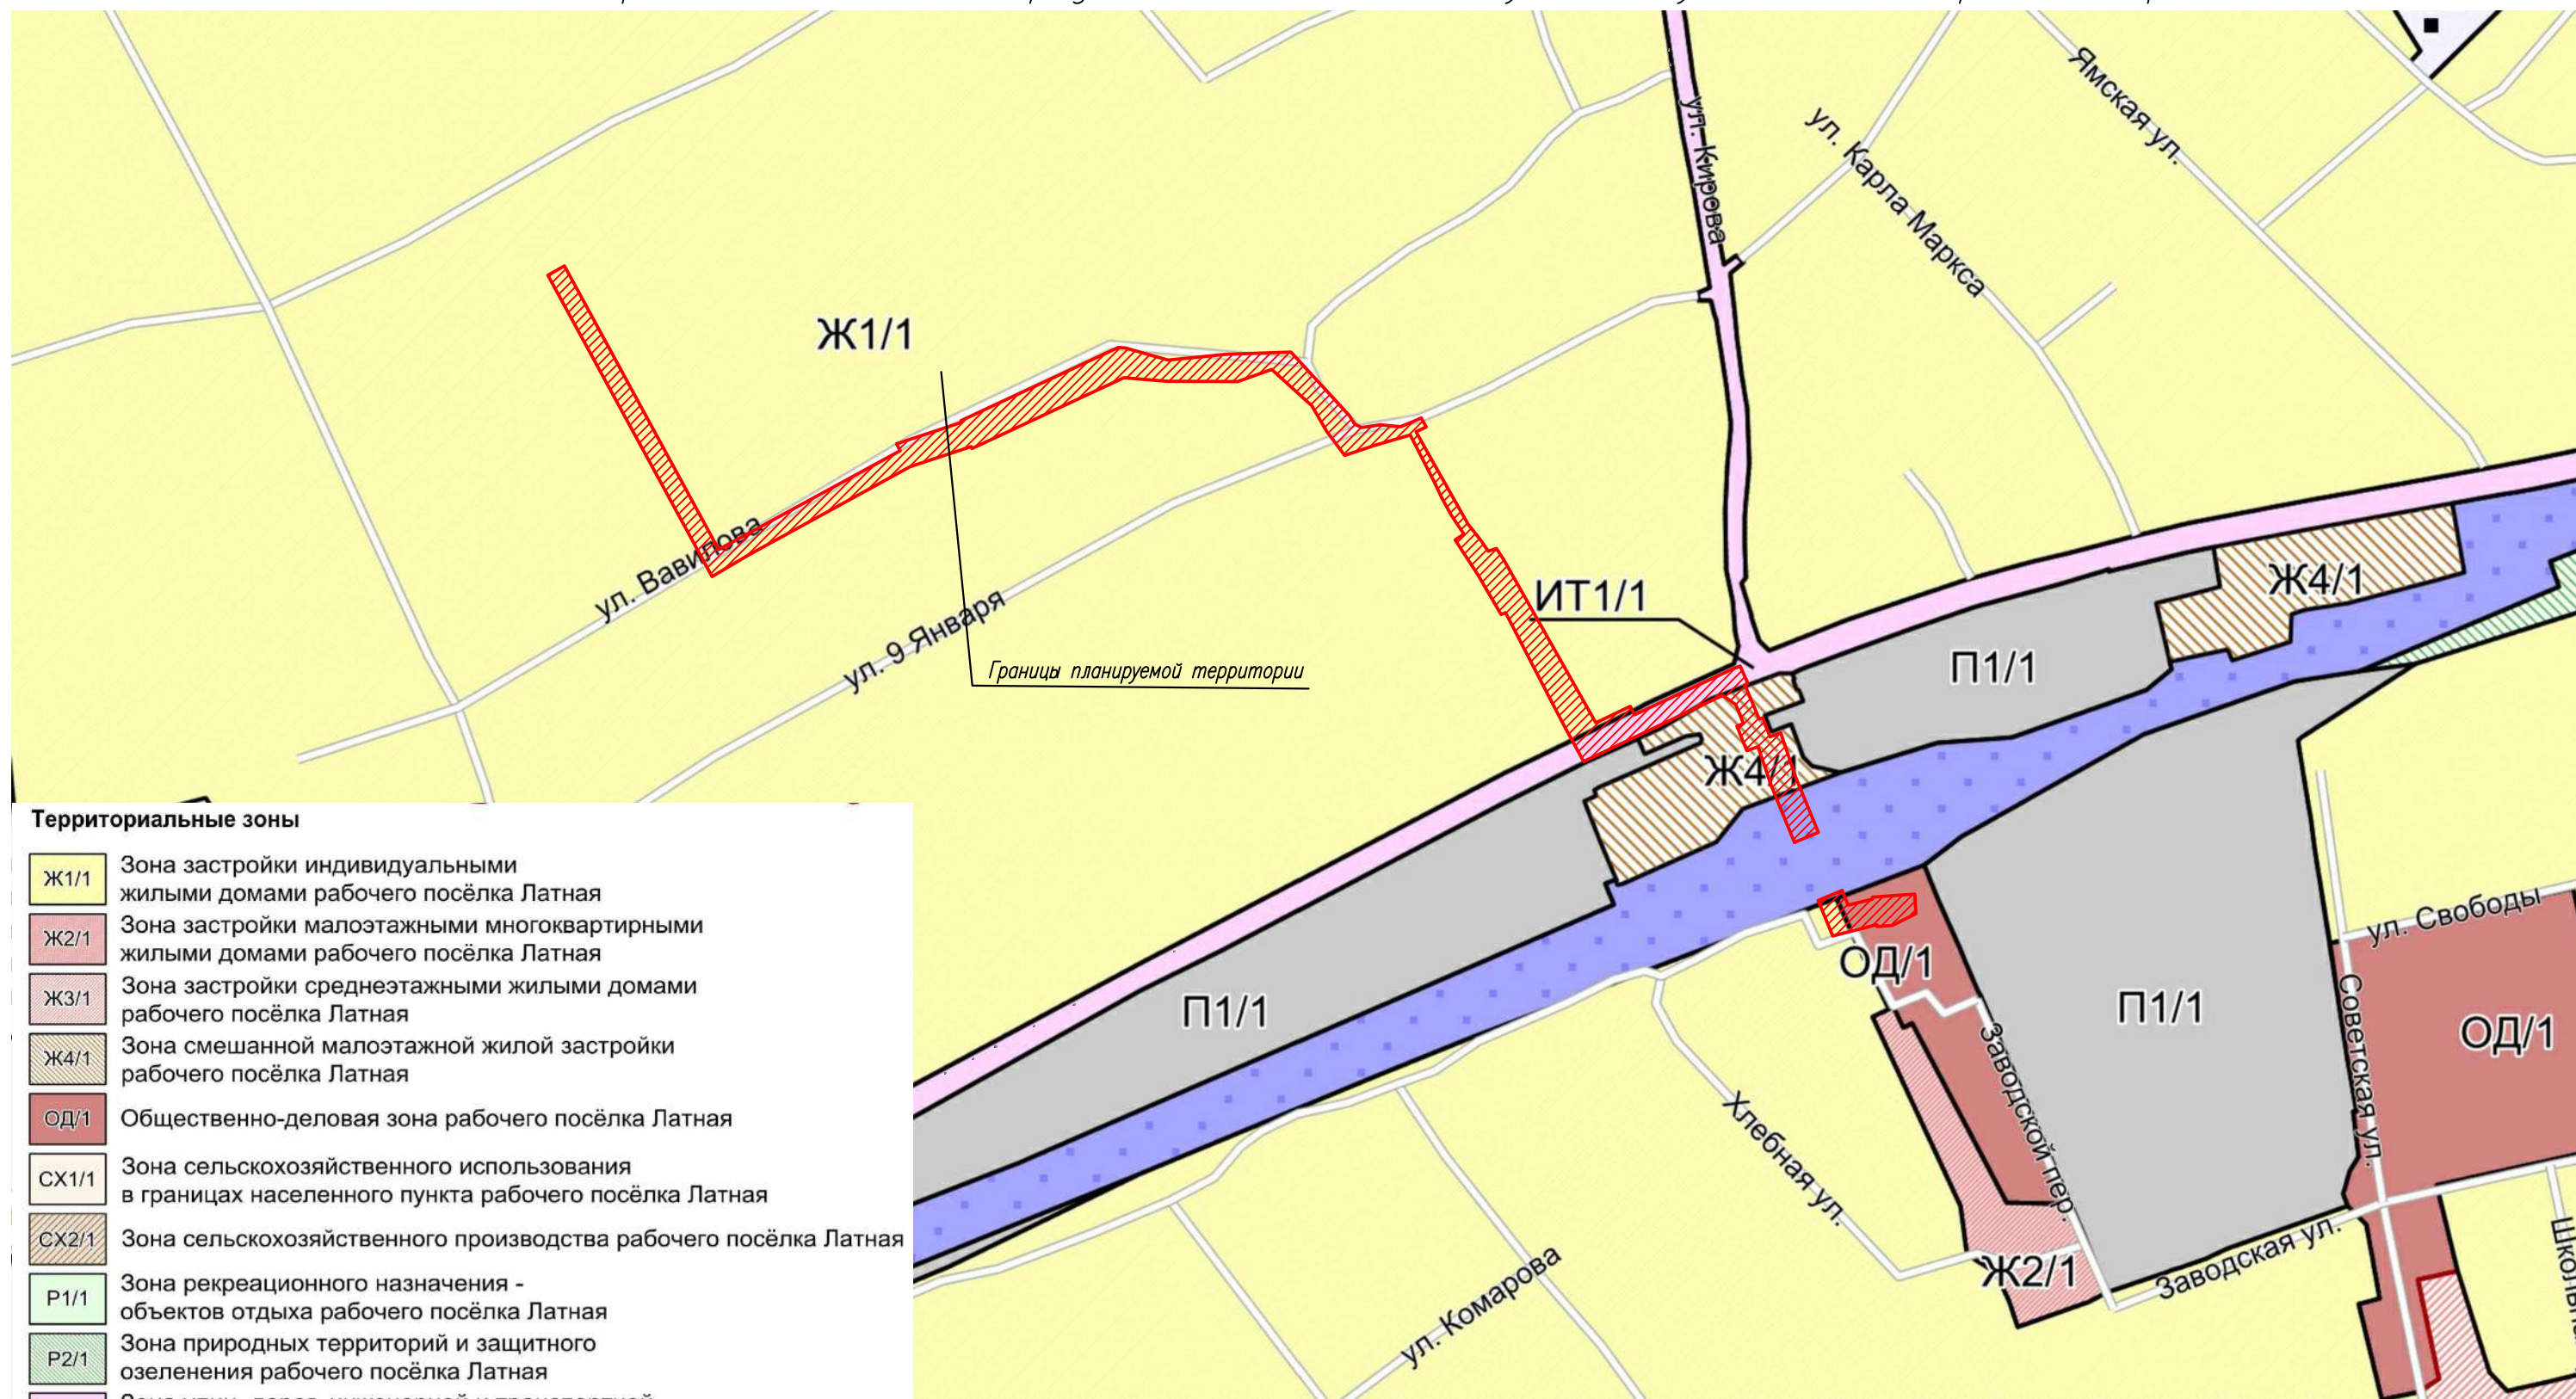 ул. Кирова
ул. Карла Маркса
Ямская ул.
Ж1/1
ул. Вавилова
ул. 9 Января
Границы планируемой территории
ИТ1/1
Ж4/1
П1/1
Ж4/1
П1/1
ОД/1
П1/1
ОД/1
ул. Свободы
Советская ул.
Заводской пер.
Хлебная ул.
Ж2/1
Заводская ул.
ул. Комарова
Территориальные зоны
Ж1/1 Зона застройки индивидуальными
жилыми домами рабочего посёлка Латная
Ж2/1 Зона застройки малоэтажными многоквартирными
жилыми домами рабочего посёлка Латная
Ж3/1 Зона застройки среднеэтажными жилыми домами
рабочего посёлка Латная
Ж4/1 Зона смешанной малоэтажной жилой застройки
рабочего посёлка Латная
ОД/1 Общественно-деловая зона рабочего посёлка Латная
СХ1/1 Зона сельскохозяйственного использования
в границах населенного пункта рабочего посёлка Латная
СХ2/1 Зона сельскохозяйственного производства рабочего посёлка Латная
Р1/1 Зона рекреационного назначения -
объектов отдыха рабочего посёлка Латная
Р2/1 Зона природных территорий и защитного
озеленения рабочего посёлка Латная